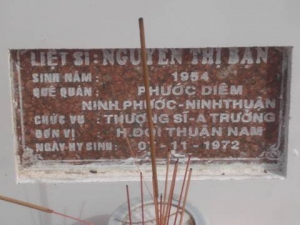 LIỆT SĨ: NGUYỄN THỊ BẠN
SINH NĂM : 1954
QUÊ QUÁN : PHƯỚC DIÊM
NINH PHƯỚC-NINH THUẬN
CHỨC VỤ : THƯỢNG SĨ-A TRƯỞNG
ĐƠN VỊ : H.ĐỘI THUẬN NAM
NGÀY HY SINH : -11-1972